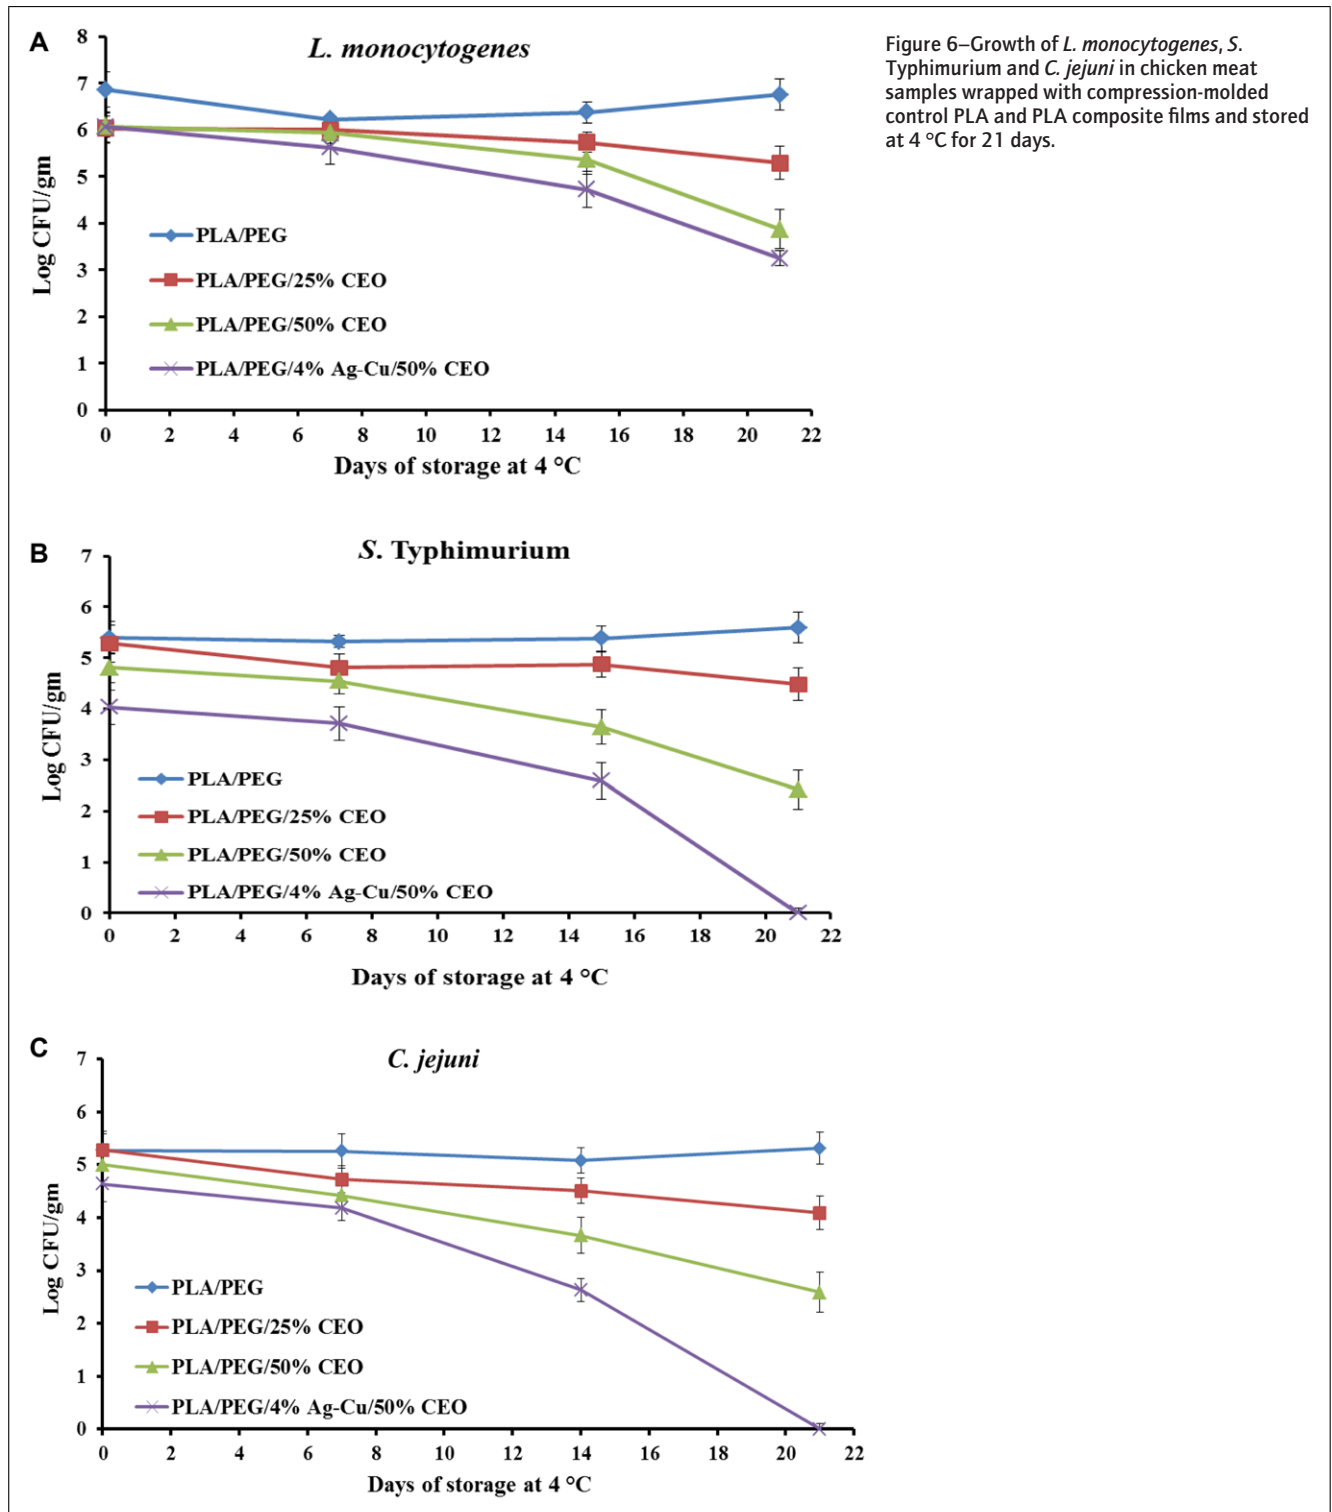 Figure 6–Growth of L. monocytogenes, S.
Typhimurium and C. jejuni in chicken meat
samples wrapped with compression-molded
control PLA and PLA composite films and stored
at 4 °C for 21 days.
A
L. monocytogenes
8
7
6
5
4
3
2
1
0
Log CFU/gm
PLA/PEG
PLA/PEG/25% CEO
PLA/PEG/50% CEO
PLA/PEG/4% Ag-Cu/50% CEO
0 2 4 6 8 10 12 14 16 18 20 22
Days of storage at 4 °C
B
S. Typhimurium
7
6
5
4
3
2
1
0
Log CFU/gm
PLA/PEG
PLA/PEG/25% CEO
PLA/PEG/50% CEO
PLA/PEG/4% Ag-Cu/50% CEO
0 2 4 6 8 10 12 14 16 18 20 22
Days of storage at 4 °C
C
C. jejuni
7
6
5
4
3
2
1
0
Log CFU/gm
PLA/PEG
PLA/PEG/25% CEO
PLA/PEG/50% CEO
PLA/PEG/4% Ag-Cu/50% CEO
0 2 4 6 8 10 12 14 16 18 20 22
Days of storage at 4 °C